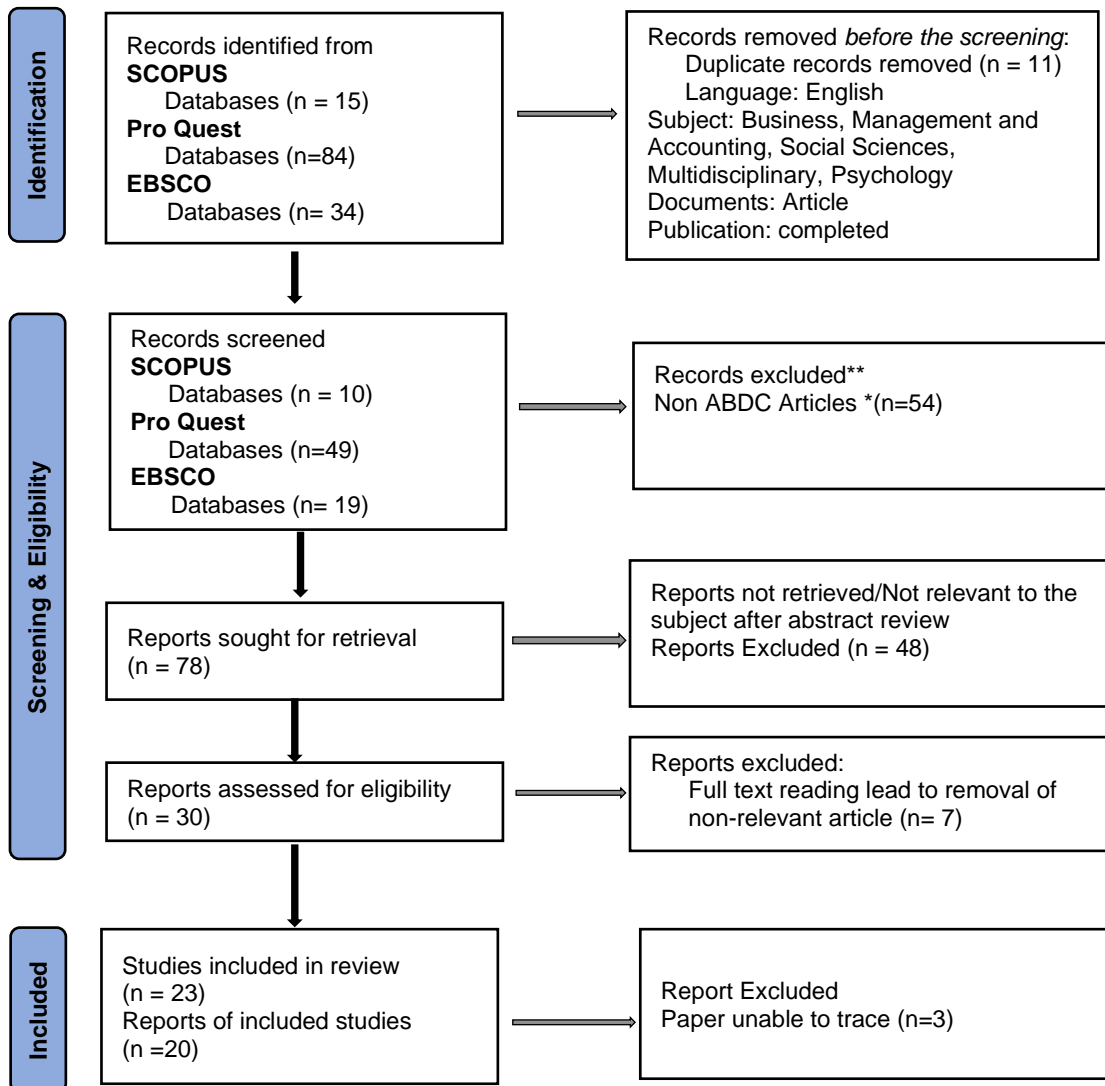 Identification
Records identified from
SCOPUS
Databases (n = 15)
Pro Quest
Databases (n=84)
EBSCO
Databases (n= 34)
Records removed before the screening:
Duplicate records removed (n = 11)
Language: English
Subject: Business, Management and
Accounting, Social Sciences,
Multidisciplinary, Psychology
Documents: Article
Publication: completed
Screening & Eligibility
Records screened
SCOPUS
Databases (n = 10)
Pro Quest
Databases (n=49)
EBSCO
Databases (n= 19)
Records excluded**
Non ABDC Articles *(n=54)
Reports sought for retrieval
(n = 78)
Reports not retrieved/Not relevant to the
subject after abstract review
Reports Excluded (n = 48)
Reports assessed for eligibility
(n = 30)
Reports excluded:
Full text reading lead to removal of
non-relevant article (n= 7)
Included
Studies included in review
(n = 23)
Reports of included studies
(n =20)
Report Excluded
Paper unable to trace (n=3)